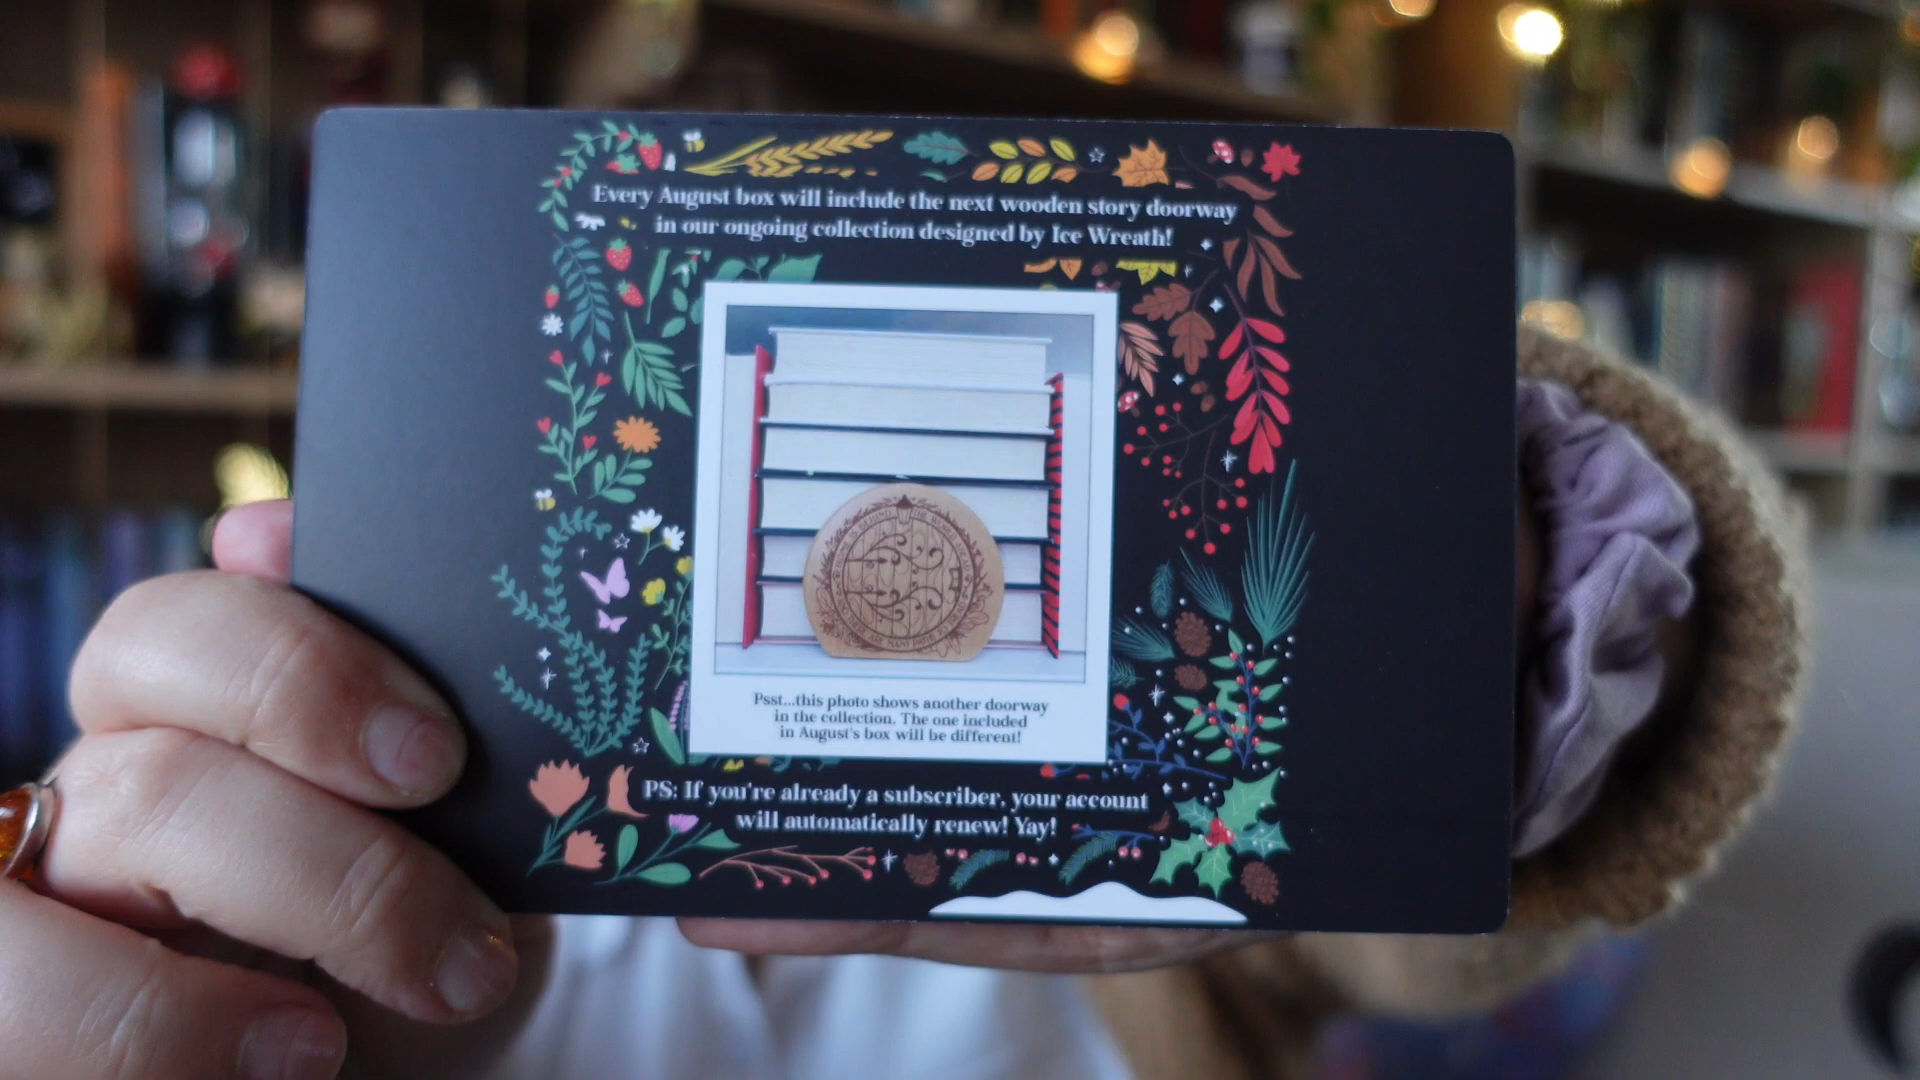 Every August box will include the next wooden story doorway
in our ongoing collection designed by Ice Wreath!
Psst...this photo shows another doorway
in the collection. The one included
in August's box will be different!
PS: If you're already a subscriber, your account
will automatically renew! Yay!